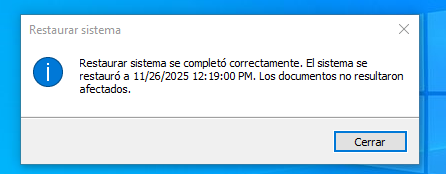 Restaurar sistema
Restaurar sistema se completó correctamente. El sistema se
restauró a 11/26/2025 12:19:00 PM. Los documentos no resultaron
afectados.
Cerrar